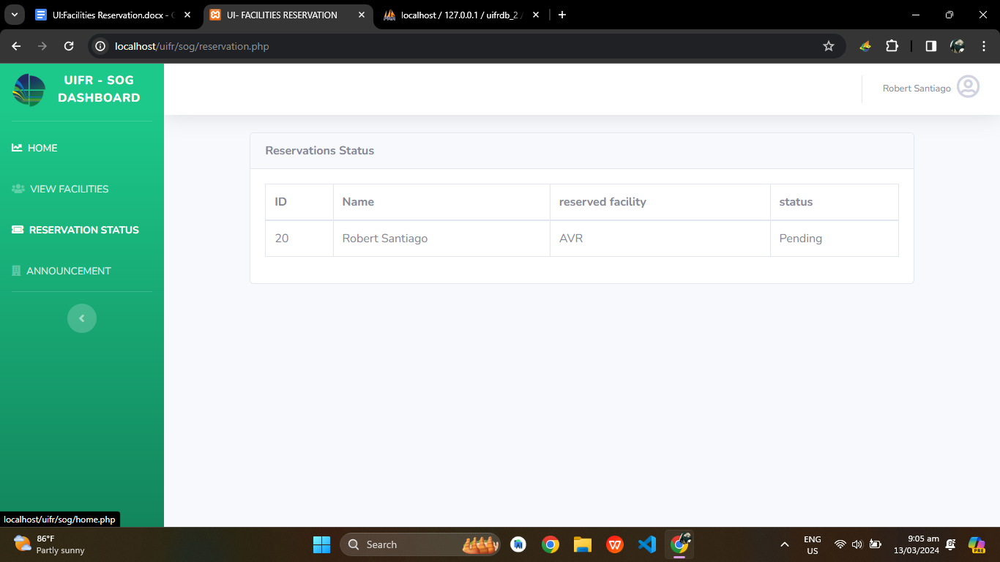 UI:Facilities Reservation.docx - G
UI- FACILITIES RESERVATION
localhost / 127.0.0.1 / uifrdb_2 /
localhost/uifr/sog/reservation.php
UIFR - SOG
DASHBOARD
Robert Santiago
HOME
VIEW FACILITIES
RESERVATION STATUS
ANNOUNCEMENT
Reservations Status
ID Name reserved facility status
20 Robert Santiago AVR Pending
localhost/uifr/sog/home.php
86°F
Partly sunny
Search
ENG
US
9:05 am
13/03/2024
PRE